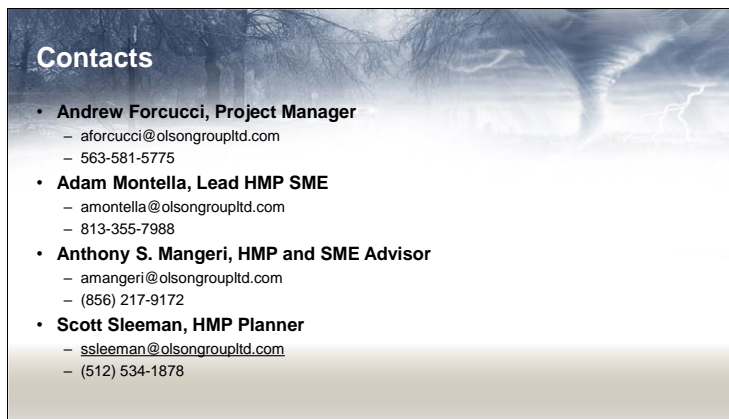 Contacts
• Andrew Forcucci, Project Manager
– aforcucci@olsongroupltd.com
– 563-581-5775
• Adam Montella, Lead HMP SME
– amontella@olsongroupltd.com
– 813-355-7988
• Anthony S. Mangeri, HMP and SME Advisor
– amangeri@olsongroupltd.com
– (856) 217-9172
• Scott Sleeman, HMP Planner
– ssleeman@olsongroupltd.com
– (512) 534-1878